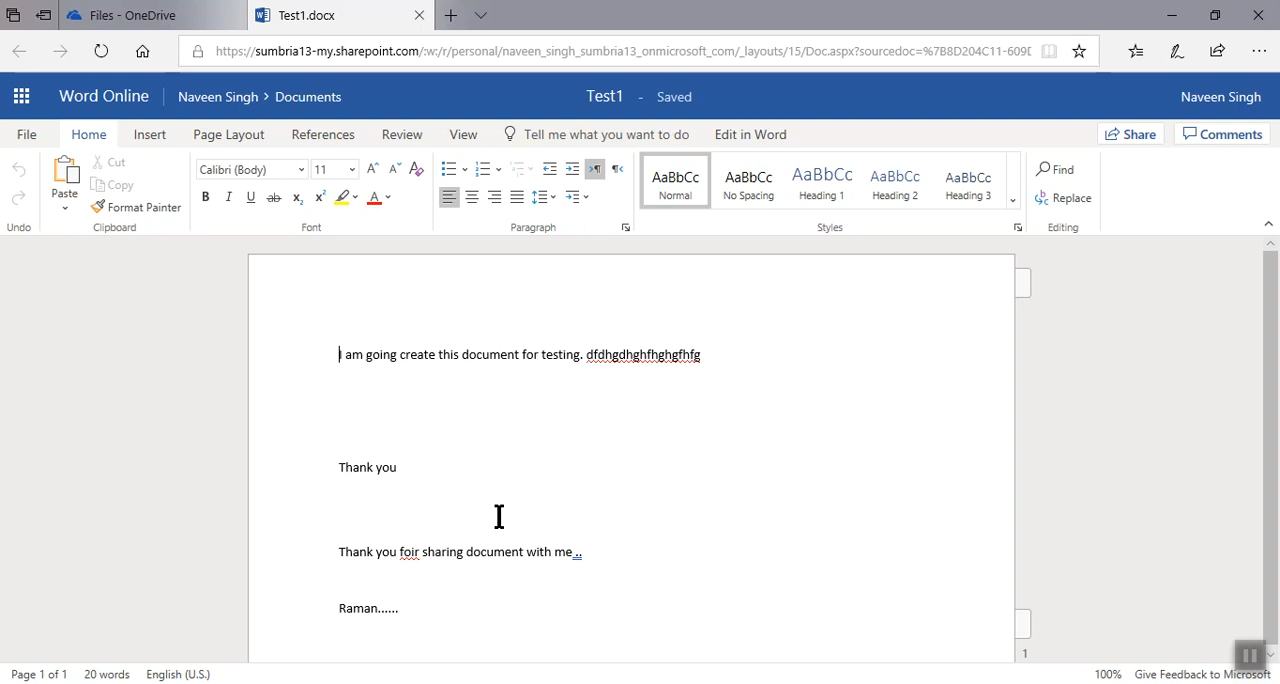 Files - OneDrive
Test1.docx
https://sumbria13-my.sharepoint.com/:w:/r/personal/naveen_singh_sumbria13_onmicrosoft_com/_layouts/15/Doc.aspx?sourcedoc=%7B8D204C11-609D
Word Online
Naveen Singh > Documents
Test1 - Saved
Naveen Singh
File Home Insert Page Layout References Review View Tell me what you want to do Edit in Word Share Comments
Paste
Cut
Copy
Format Painter
Calibri (Body) 11
B I U ab x₂ x² A
AaBbCc AaBbCc AaBbCc AaBbCc AaBbCc
Normal No Spacing Heading 1 Heading 2 Heading 3
Find
Replace
Undo Clipboard Font Paragraph Styles Editing
I am going create this document for testing. dfdhgdhghfhghgfhfg
Thank you
Thank you foir sharing document with me ..
Raman......
1
Page 1 of 1 20 words English (U.S.) 100% Give Feedback to Microsoft